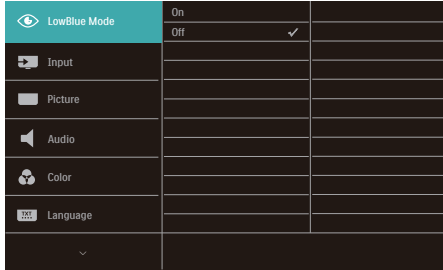 LowBlue Mode
On
Off
Input
Picture
Audio
Color
TXT
Language